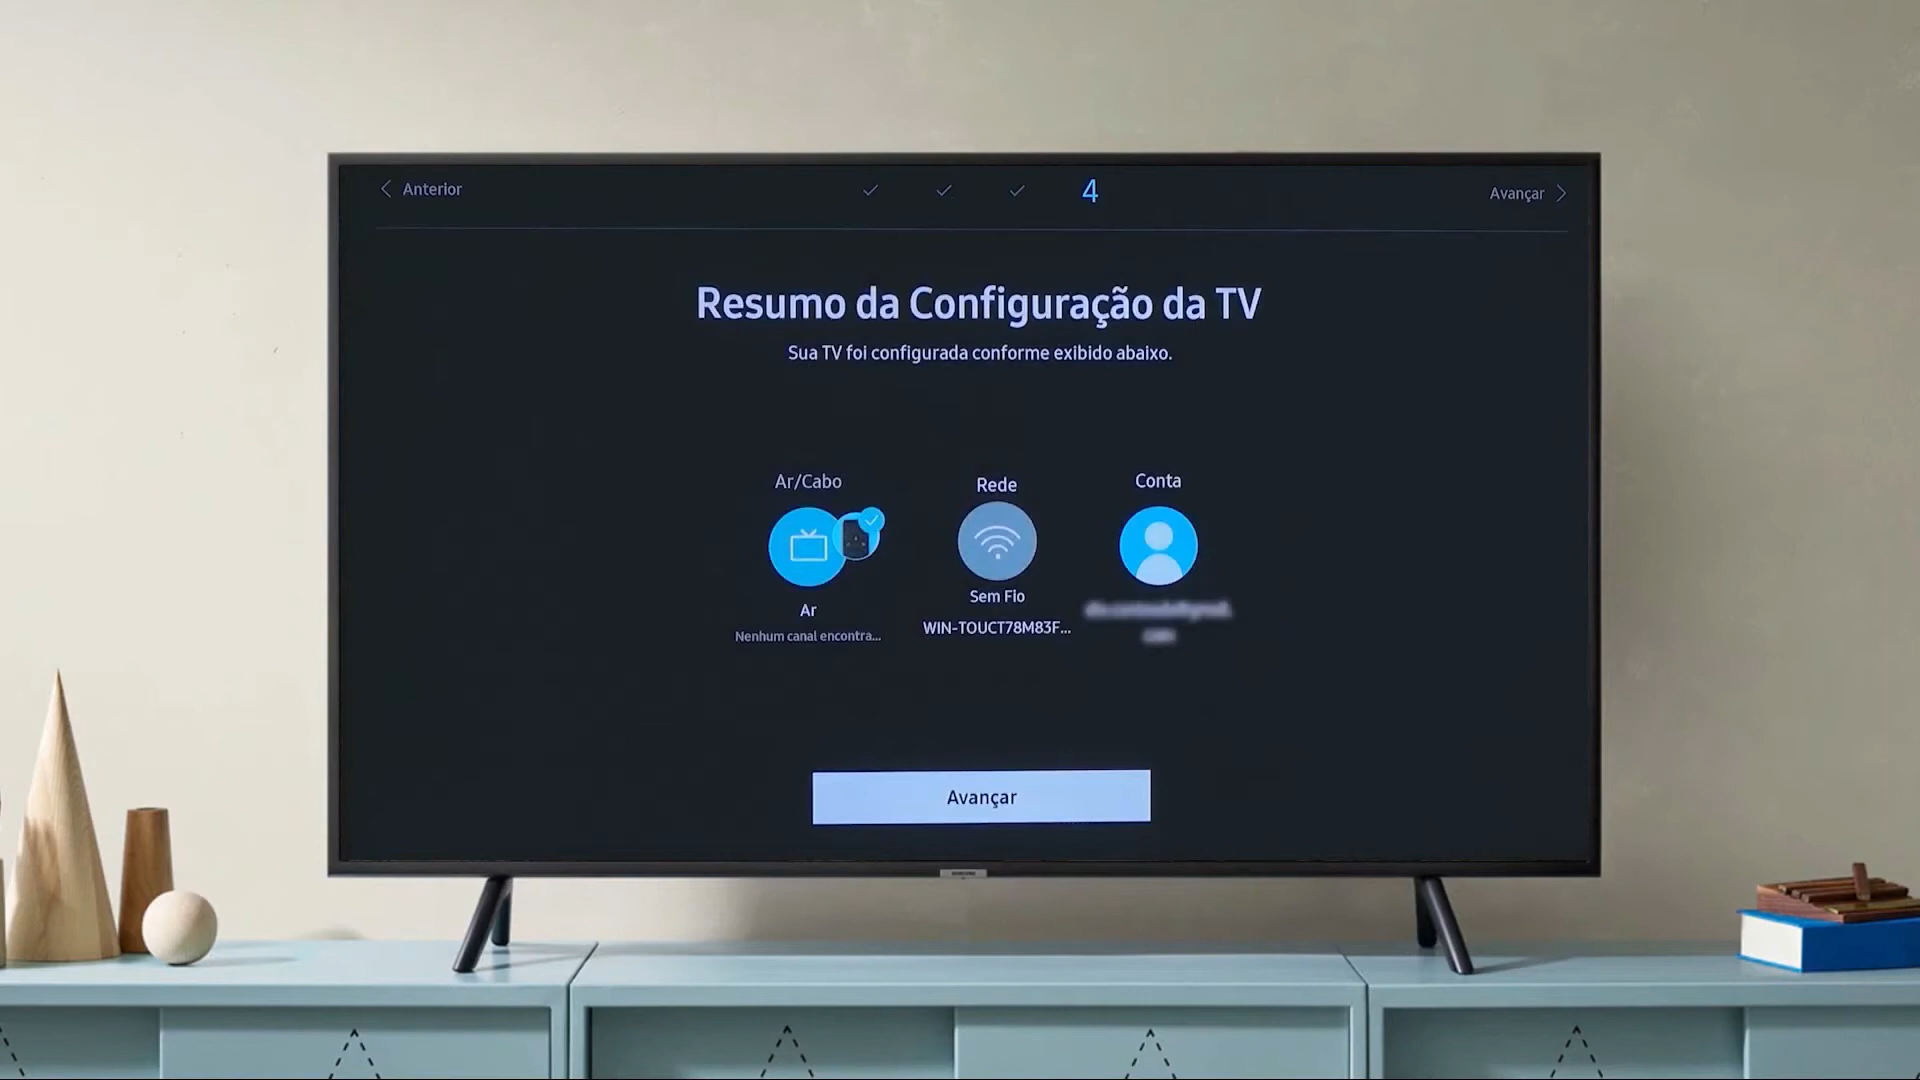 Anterior
4
Avançar
Resumo da Configuração da TV
Sua TV foi configurada conforme exibido abaixo.
Ar/Cabo
Rede
Conta
Ar
Nenhum canal encontra...
Sem Fio
WIN-TOUCT78M83F...
Avançar
SAMSUNG